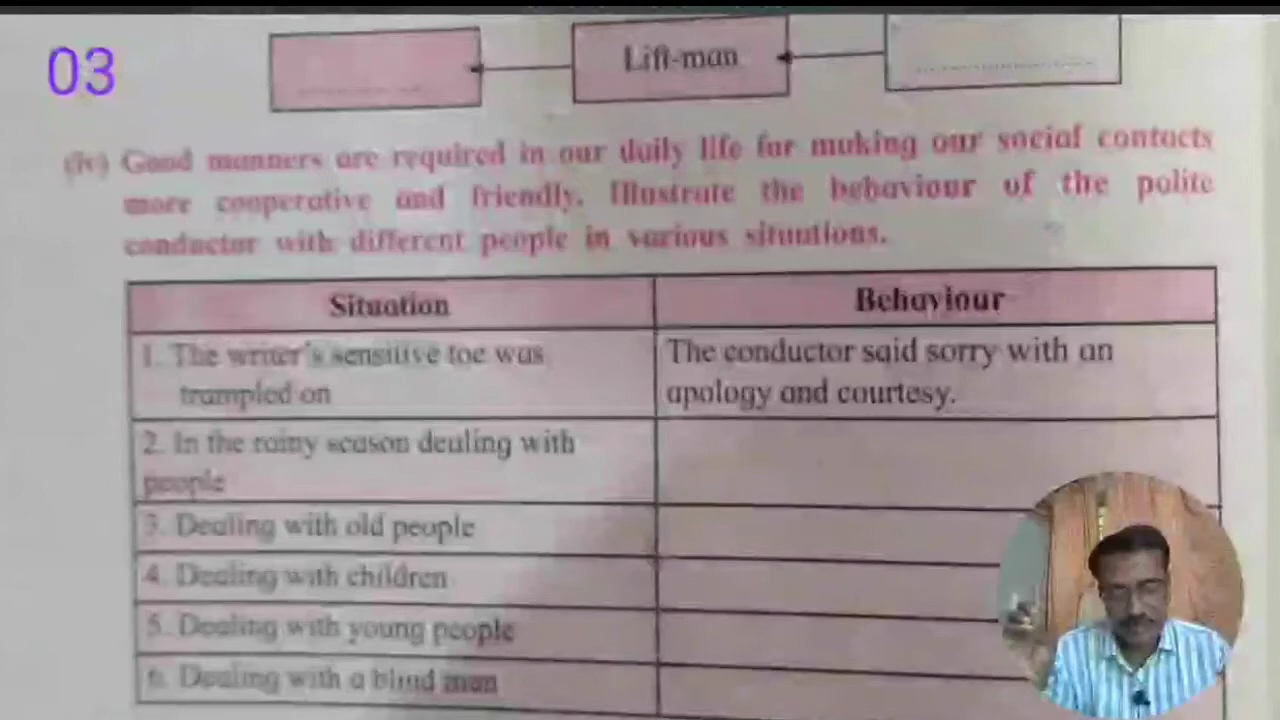 03
Lift-man
(iv) Good manners are required in our daily life for making our social contacts
more cooperative and friendly. Illustrate the behaviour of the polite
conductor with different people in various situations.
Situation
Behaviour
1. The writer's sensitive toe was
trampled on
The conductor said sorry with an
apology and courtesy.
2. In the rainy season dealing with
people
3. Dealing with old people
4. Dealing with children
5. Dealing with young people
6. Dealing with a blind man